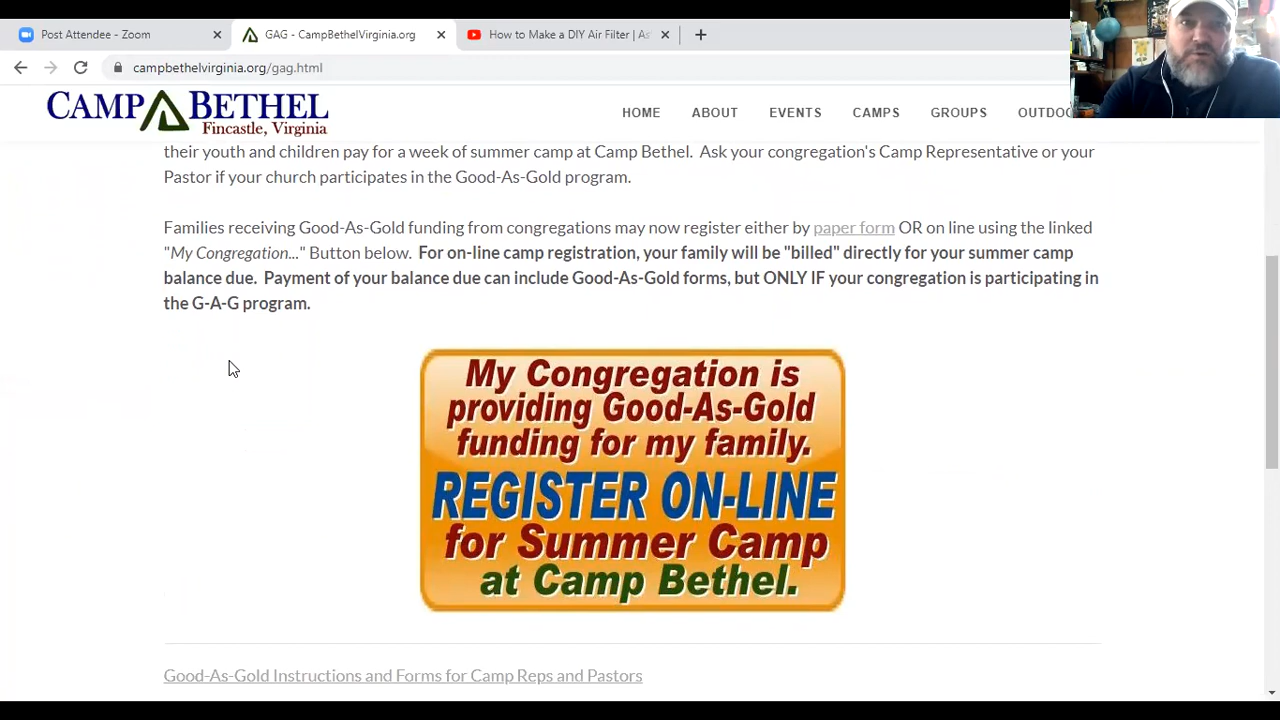 Post Attendee - Zoom
GAG - CampBethelVirginia.org
How to Make a DIY Air Filter | As
campbethelvirginia.org/gag.html
CAMP BETHEL
Fincastle, Virginia
HOME ABOUT EVENTS CAMPS GROUPS OUTDO
their youth and children pay for a week of summer camp at Camp Bethel. Ask your congregation's Camp Representative or your
Pastor if your church participates in the Good-As-Gold program.
Families receiving Good-As-Gold funding from congregations may now register either by paper form OR on line using the linked
"My Congregation..." Button below. For on-line camp registration, your family will be "billed" directly for your summer camp
balance due. Payment of your balance due can include Good-As-Gold forms, but ONLY IF your congregation is participating in
the G-A-G program.
My Congregation is
providing Good-As-Gold
funding for my family.
REGISTER ON-LINE
for Summer Camp
at Camp Bethel.
Good-As-Gold Instructions and Forms for Camp Reps and Pastors